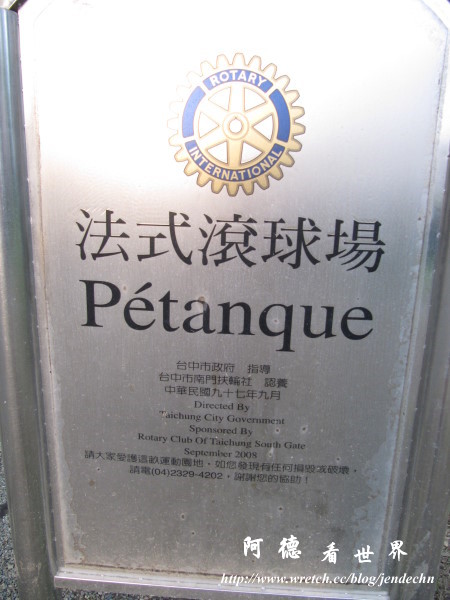 ROTARY
INTERNATIONAL
法式滾球場
Pétanque
台中市政府 指導
台中市南門扶輪社 認養
中華民國九十七年九月
Directed By
Taichung City Government
Sponsored By
Rotary Club Of Taichung South Gate
September 2008
請大家愛護這畝運動園地，如您發現有任何損毀或破壞，
請電(04)2329-4202，謝謝您的協助！
阿德看世界
http://www.wretch.cc/blog/jendechn